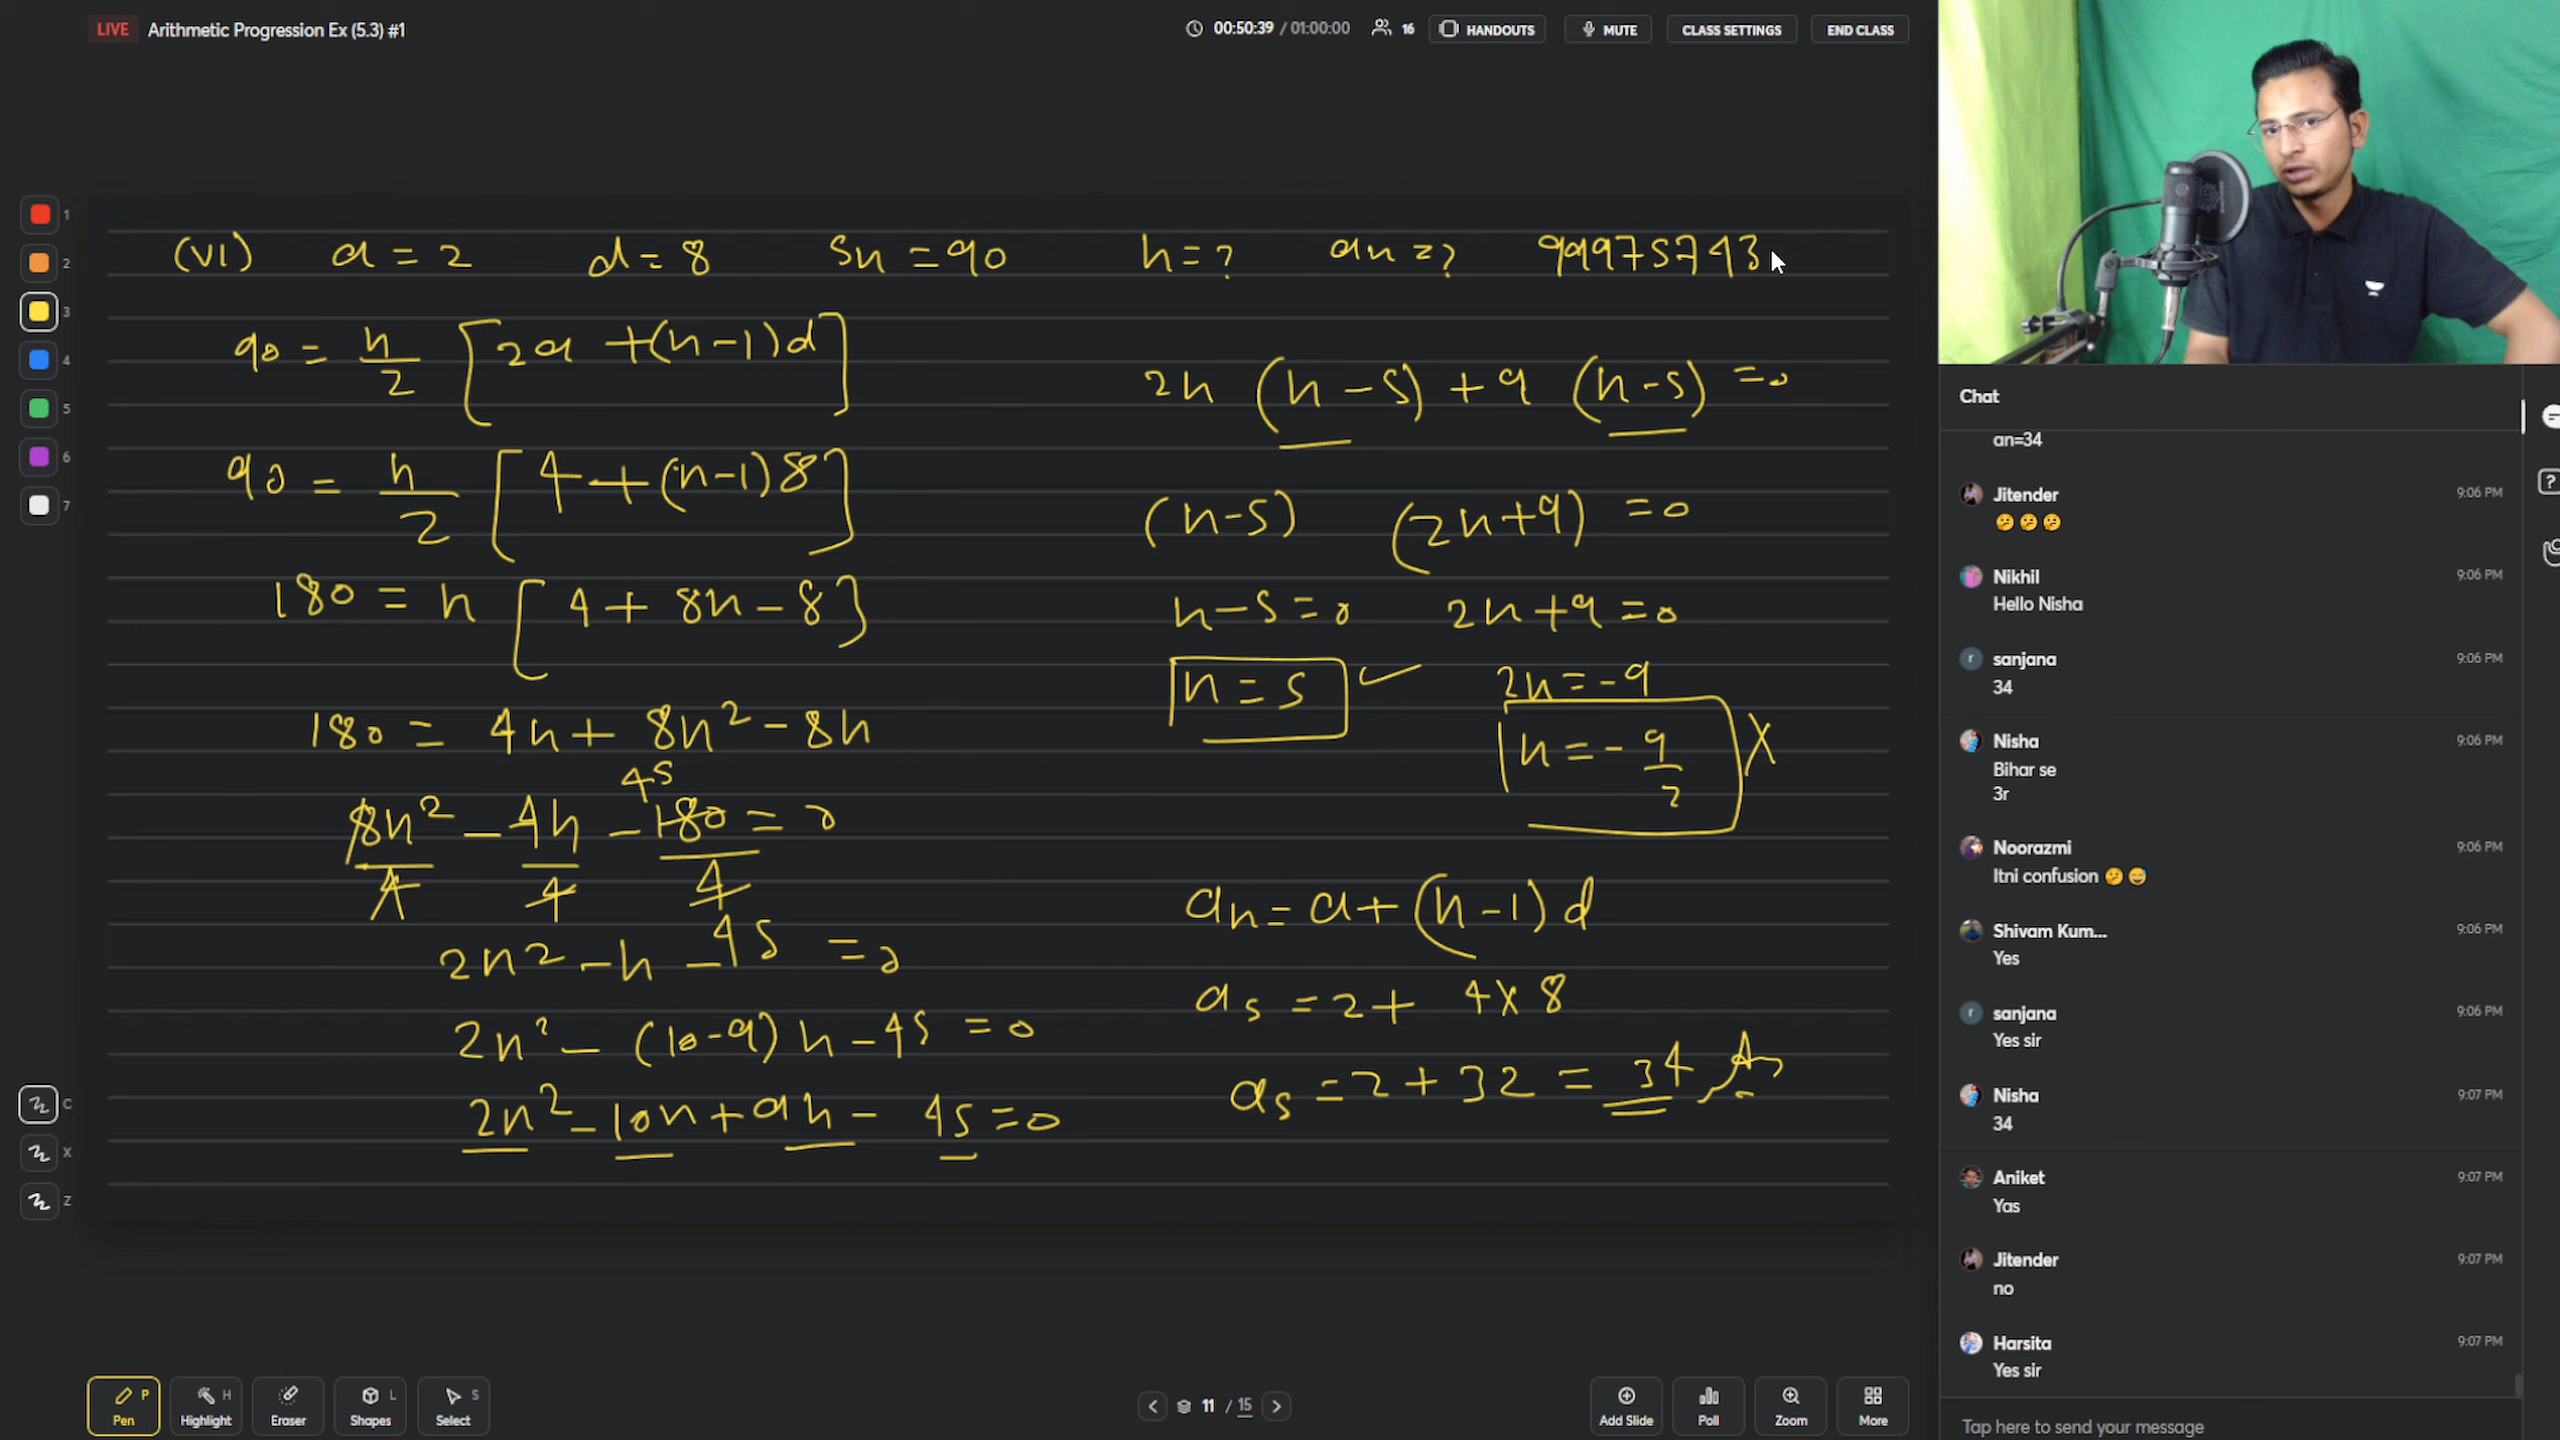 LIVE Arithmetic Progression Ex (5.3) #1
00:50:39 / 01:00:00 16 HANDOUTS MUTE CLASS SETTINGS END CLASS
1
2
3
4
5
6
7
C
X
Z
(VI) a = 2 d = 8 Sn = 90 n = ? an = ? 99975743
90 = n/2 [2a + (n-1)d]
90 = n/2 [4 + (n-1)8]
180 = n [4 + 8n - 8]
180 = 4n + 8n² - 8n
45
8n²/4 - 4n/4 - 180/4 = 0
2n² - n - 45 = 0
2n² - (10-9)n - 45 = 0
2n² - 10n + 9n - 45 = 0
2n (n-5) + 9 (n-5) = 0
(n-5) (2n+9) = 0
n-5 = 0 2n+9 = 0
n = 5 ✓ 2n = -9
n = -9/2 X
an = a + (n-1)d
a5 = 2 + 4x8
a5 = 2 + 32 = 34
Chat
an=34
Jitender 9:06 PM
🤔🤔🤔
Nikhil 9:06 PM
Hello Nisha
sanjana 9:06 PM
34
Nisha 9:06 PM
Bihar se
3r
Noorazmi 9:06 PM
Itni confusion 🤔😅
Shivam Kum... 9:06 PM
Yes
sanjana 9:06 PM
Yes sir
Nisha 9:07 PM
34
Aniket 9:07 PM
Yas
Jitender 9:07 PM
no
Harsita 9:07 PM
Yes sir
Tap here to send your message
r
r
?
P H L S
Pen Highlight Eraser Shapes Select
11 / 15
Add Slide Poll Zoom More